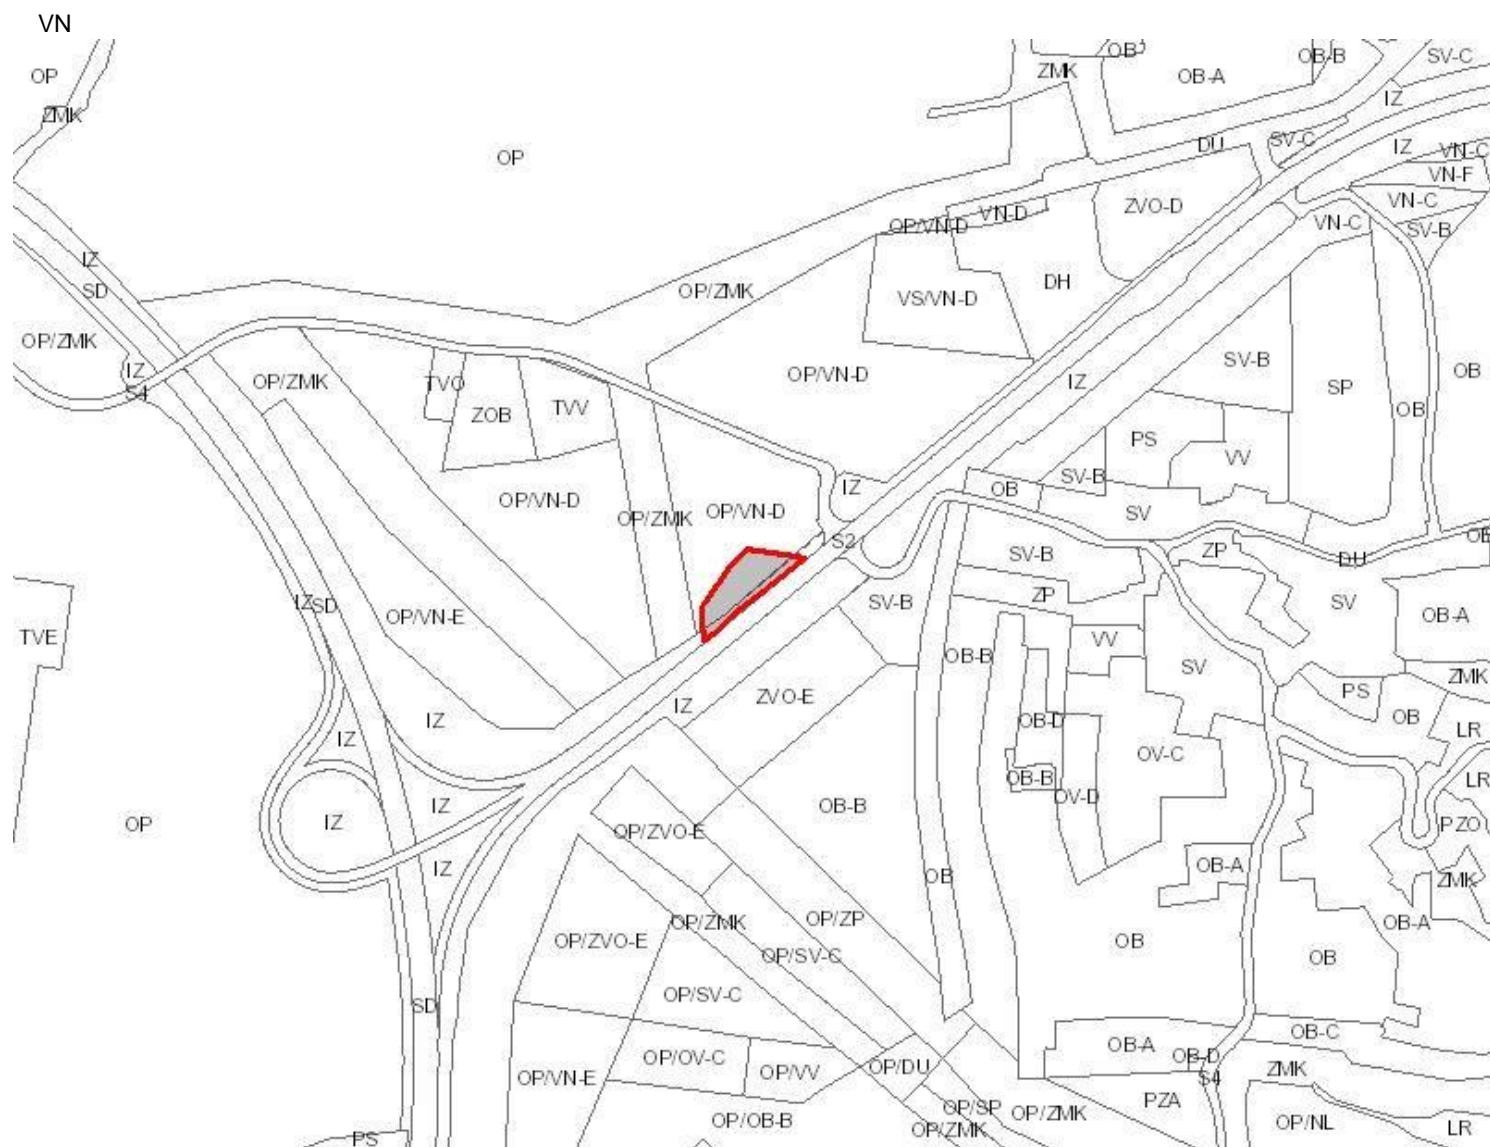 VN
OP
ZMK
OP
ZMK
OB
OB-A
OB-B
SV-C
IZ
DU
SV-C
IZ
VN-C
VN-F
VN-C
SV-B
VN-C
ZVO-D
VN-D
OP/VN-D
DH
VS/VN-D
IZ
SD
OP/ZMK
OP/ZMK
IZ
S4
OP/ZMK
TVO
ZOB
TVV
OP/VN-D
IZ
SV-B
SP
OB
OB
PS
VV
SV-B
OB
SV
IZ
OP/VN-D
OP/ZMK
OP/VN-D
S2
SV-B
ZP
DU
OB
ZP
SV
OB-A
SV-B
IZ
SD
OP/VN-E
TVE
OB-B
VV
SV
ZMK
PS
OB
LR
ZVO-E
IZ
IZ
IZ
OB-D
OV-C
OB-B
OV-D
LR
OB-B
IZ
IZ
OP
PZO
OP/ZVO-E
IZ
OB
OB-A
ZMK
OP/ZMK
OP/ZP
OB-A
OP/ZVO-E
OP/SV-C
OB
OB
OP/SV-C
SD
OB-C
OB-A
OB-D
OP/OV-C
OP/VV
OP/DU
ZMK
OP/VN-E
S4
PZA
OP/SP
OP/ZMK
OP/OB-B
OP/ZMK
OP/NL
LR
PS